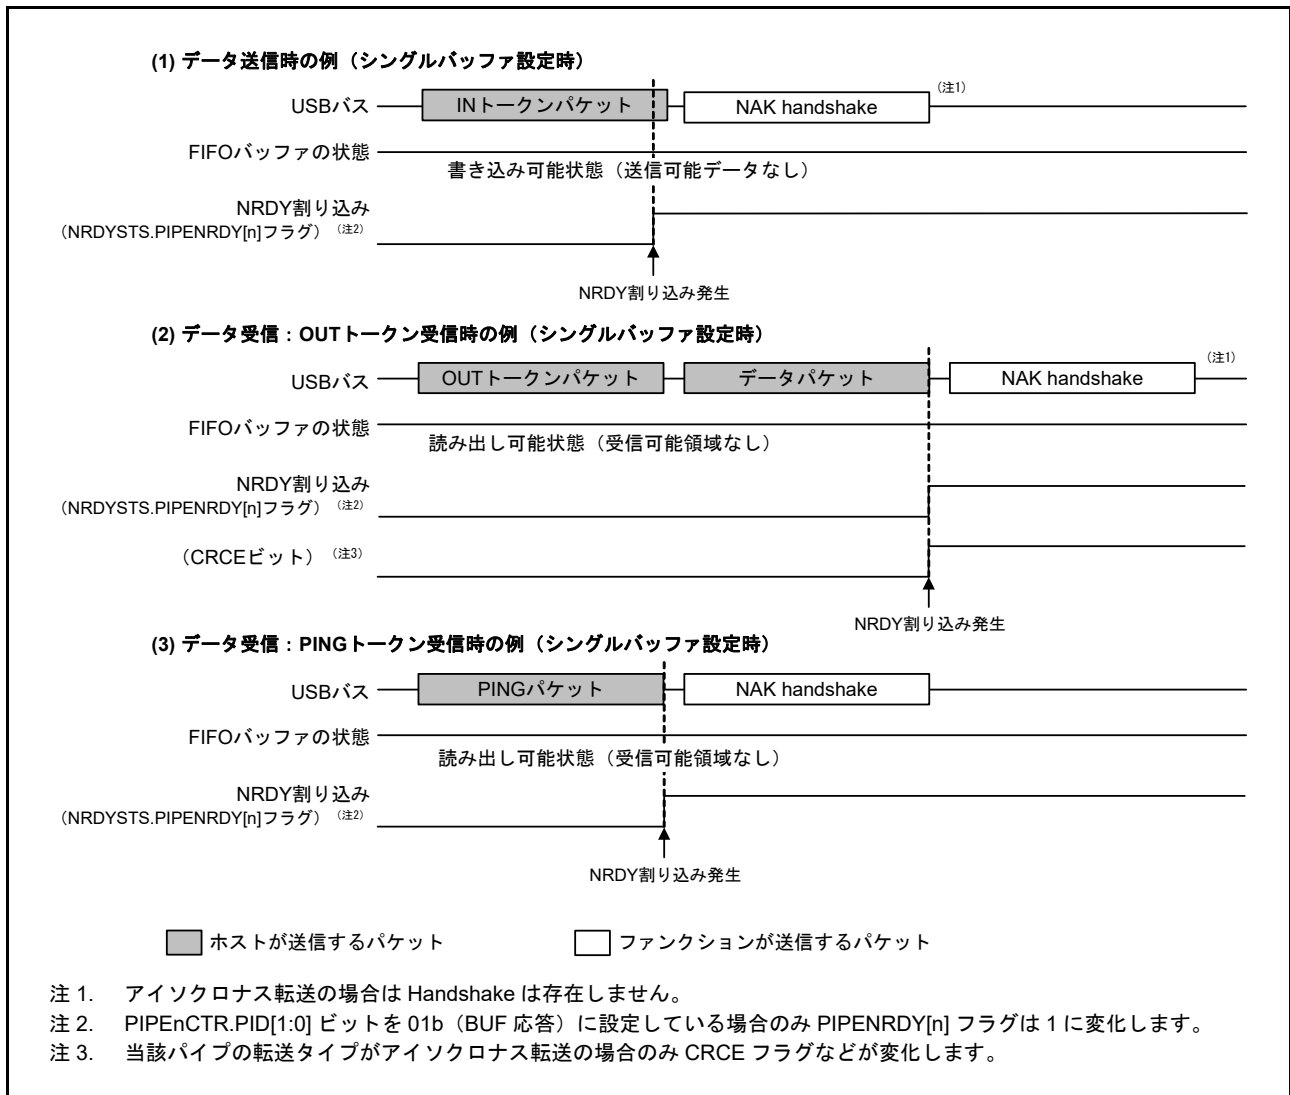 (1) データ送信時の例（シングルバッファ設定時）
USBバス
INトークンパケット
NAK handshake
（注1）
FIFOバッファの状態
書き込み可能状態（送信可能データなし）
NRDY割り込み
（NRDYSTS.PIPENRDY[n]フラグ）（注2）
NRDY割り込み発生
(2) データ受信：OUTトークン受信時の例（シングルバッファ設定時）
USBバス
OUTトークンパケット
データパケット
NAK handshake
（注1）
FIFOバッファの状態
読み出し可能状態（受信可能領域なし）
NRDY割り込み
（NRDYSTS.PIPENRDY[n]フラグ）（注2）
（CRCEビット）（注3）
NRDY割り込み発生
(3) データ受信：PINGトークン受信時の例（シングルバッファ設定時）
USBバス
PINGパケット
NAK handshake
FIFOバッファの状態
読み出し可能状態（受信可能領域なし）
NRDY割り込み
（NRDYSTS.PIPENRDY[n]フラグ）（注2）
NRDY割り込み発生
ホストが送信するパケット
ファンクションが送信するパケット
注 1. アイソクロナス転送の場合は Handshake は存在しません。
注 2. PIPEnCTR.PID[1:0] ビットを 01b（BUF 応答）に設定している場合のみ PIPENRDY[n] フラグは 1 に変化します。
注 3. 当該パイプの転送タイプがアイソクロナス転送の場合のみ CRCE フラグなどが変化します。